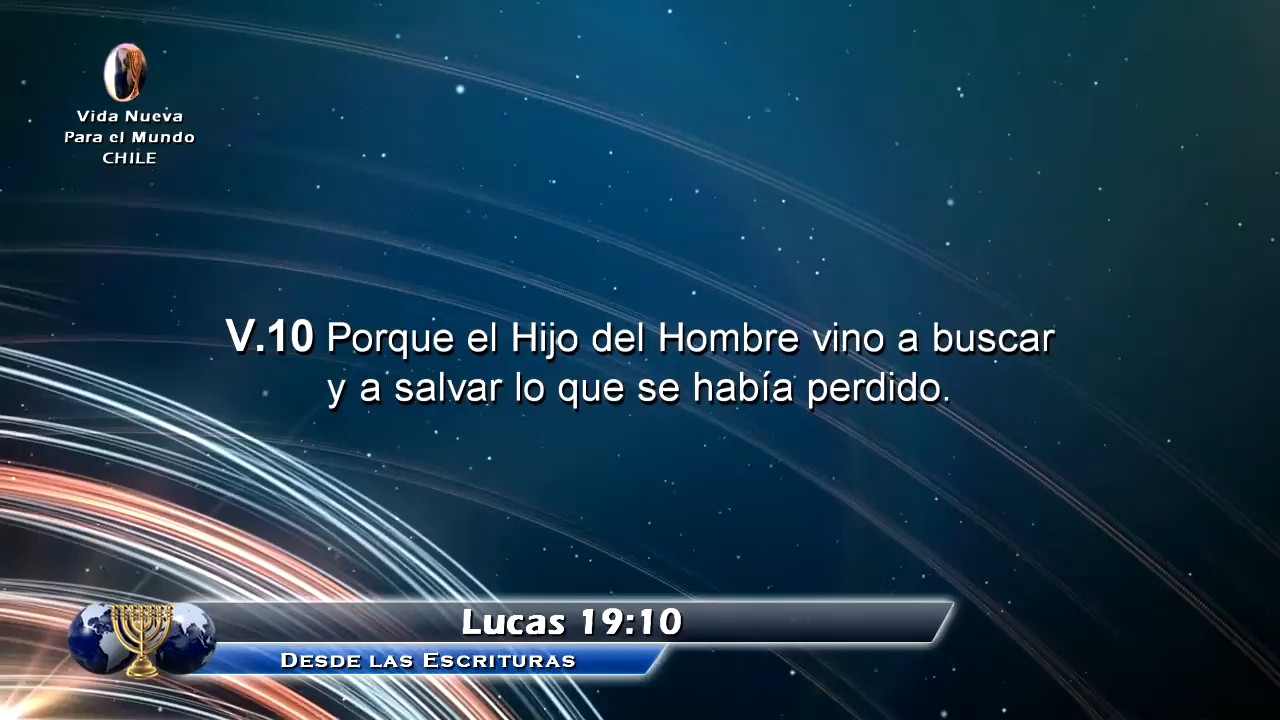 Vida Nueva
Para el Mundo
CHILE
V.10 Porque el Hijo del Hombre vino a buscar
y a salvar lo que se había perdido.
Lucas 19:10
Desde las Escrituras